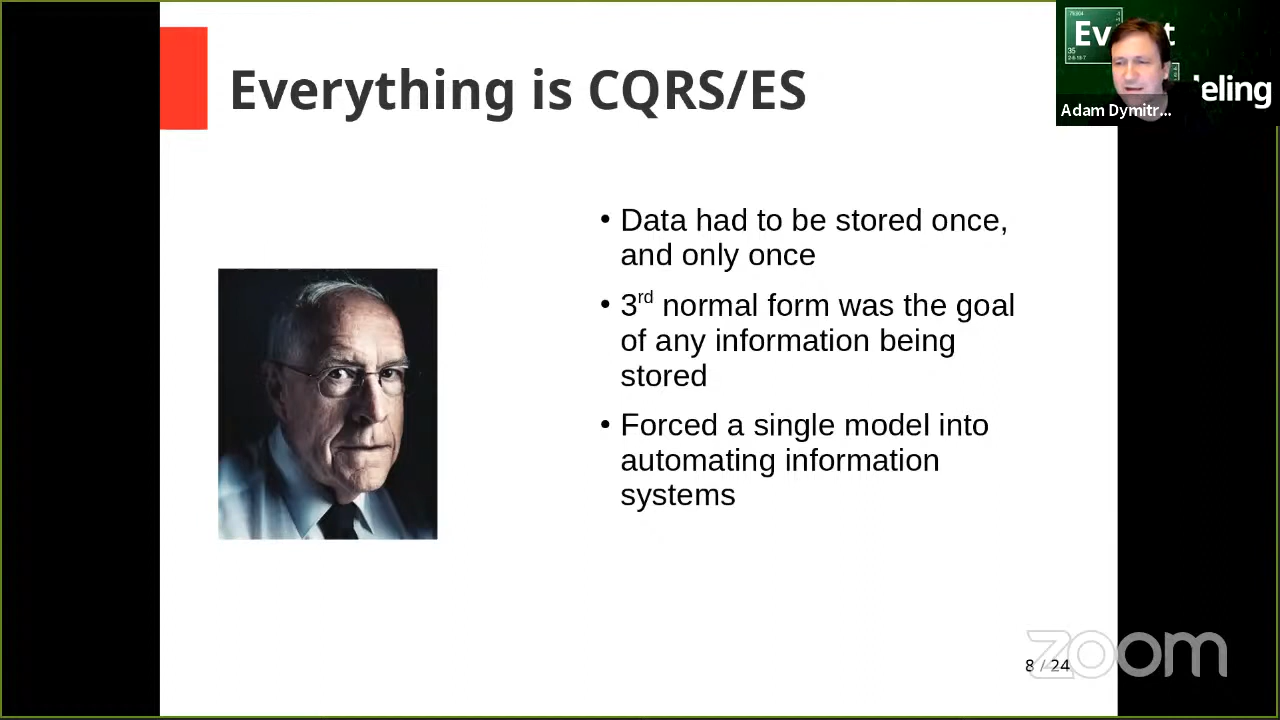 Everything is CQRS/ES
Ev t
eling
35
Adam Dymitr...
• Data had to be stored once,
and only once
• 3rd normal form was the goal
of any information being
stored
• Forced a single model into
automating information
systems
8 / 24
zoom